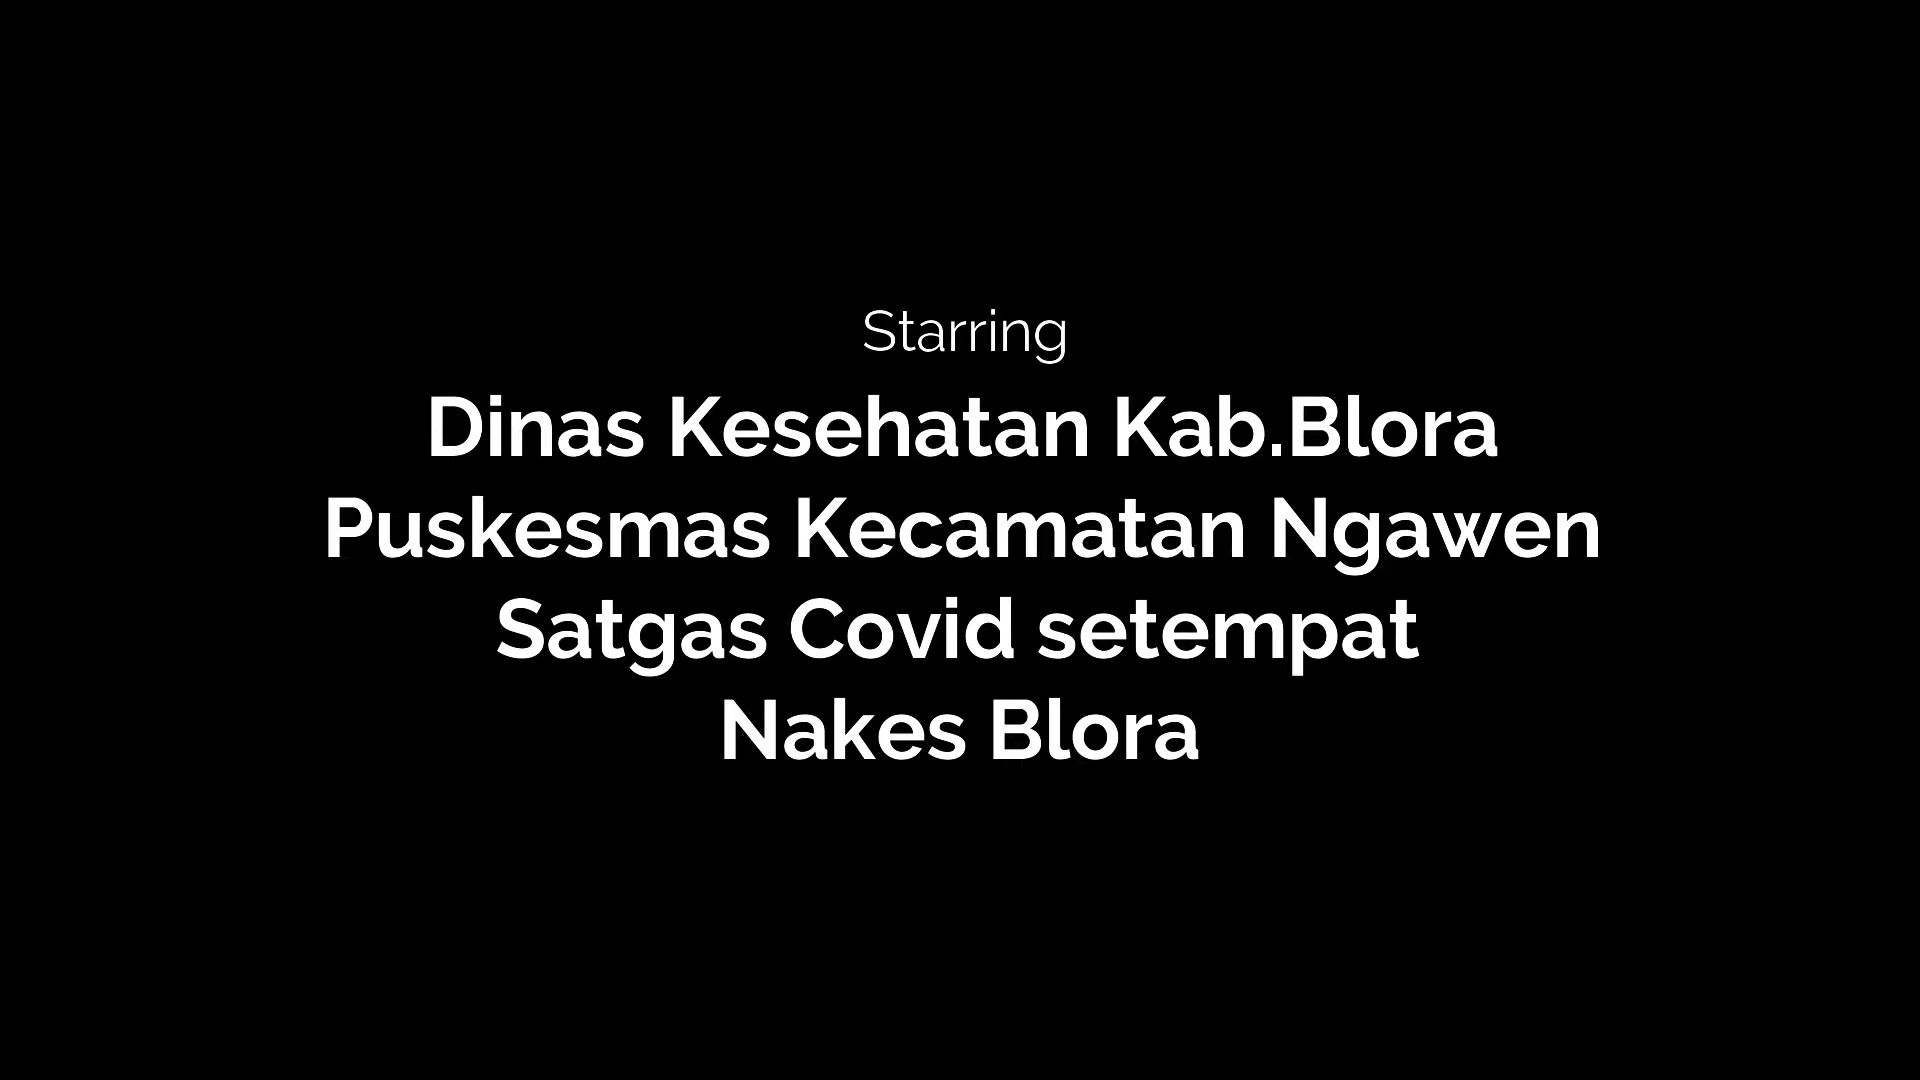 Starring
Dinas Kesehatan Kab.Blora
Puskesmas Kecamatan Ngawen
Satgas Covid setempat
Nakes Blora